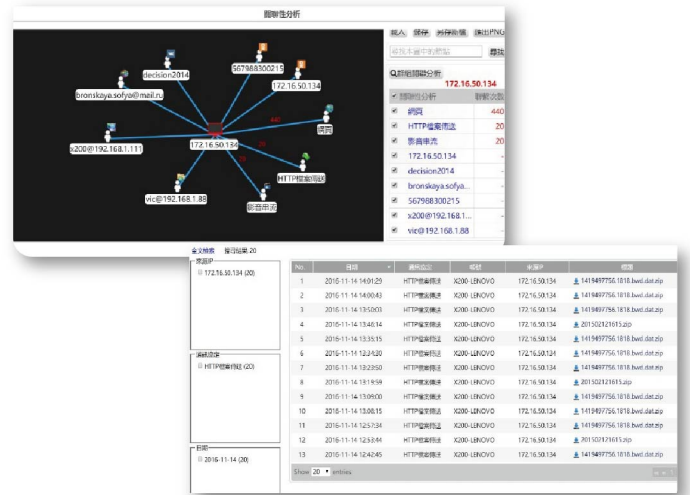 關聯性分析
載入 儲存 另存新檔 匯出PNG
尋找本圖中的節點 尋找
群組關聯分析
172.16.50.134
關聯性分析 聯繫次數
網頁 440
HTTP檔案傳送 20
影音串流 20
172.16.50.134 -
decision2014 -
bronskaya.sofya... -
567988300215 -
x200@192.168.1... -
vic@192.168.1.88 -
decision2014
567988300215
172.16.50.134
bronskaya.sofya@mail.ru
440
網頁
x200@192.168.1.111
172.16.50.134
20
20
HTTP檔案傳送
vic@192.168.1.88
影音串流
全文檢索 搜尋結果: 20
來源IP
172.16.50.134 (20)
通訊協定
HTTP檔案傳送 (20)
日期
2016-11-14 (20)
No. 日期 通訊協定 帳號 來源IP 標題
1 2016-11-14 14:01:29 HTTP檔案傳送 X200-LENOVO 172.16.50.134 1419497756.1818.bwd.dat.zip
2 2016-11-14 14:00:43 HTTP檔案傳送 X200-LENOVO 172.16.50.134 1419497756.1818.bwd.dat.zip
3 2016-11-14 13:50:03 HTTP檔案傳送 X200-LENOVO 172.16.50.134 1419497756.1818.bwd.dat.zip
4 2016-11-14 13:46:14 HTTP檔案傳送 X200-LENOVO 172.16.50.134 201502121615.zip
5 2016-11-14 13:35:15 HTTP檔案傳送 X200-LENOVO 172.16.50.134 1419497756.1818.bwd.dat.zip
6 2016-11-14 13:34:30 HTTP檔案傳送 X200-LENOVO 172.16.50.134 1419497756.1818.bwd.dat.zip
7 2016-11-14 13:23:50 HTTP檔案傳送 X200-LENOVO 172.16.50.134 1419497756.1818.bwd.dat.zip
8 2016-11-14 13:19:59 HTTP檔案傳送 X200-LENOVO 172.16.50.134 201502121615.zip
9 2016-11-14 13:09:00 HTTP檔案傳送 X200-LENOVO 172.16.50.134 1419497756.1818.bwd.dat.zip
10 2016-11-14 13:08:15 HTTP檔案傳送 X200-LENOVO 172.16.50.134 1419497756.1818.bwd.dat.zip
11 2016-11-14 12:57:34 HTTP檔案傳送 X200-LENOVO 172.16.50.134 1419497756.1818.bwd.dat.zip
12 2016-11-14 12:53:44 HTTP檔案傳送 X200-LENOVO 172.16.50.134 201502121615.zip
13 2016-11-14 12:42:45 HTTP檔案傳送 X200-LENOVO 172.16.50.134 1419497756.1818.bwd.dat.zip
Show 20 entries